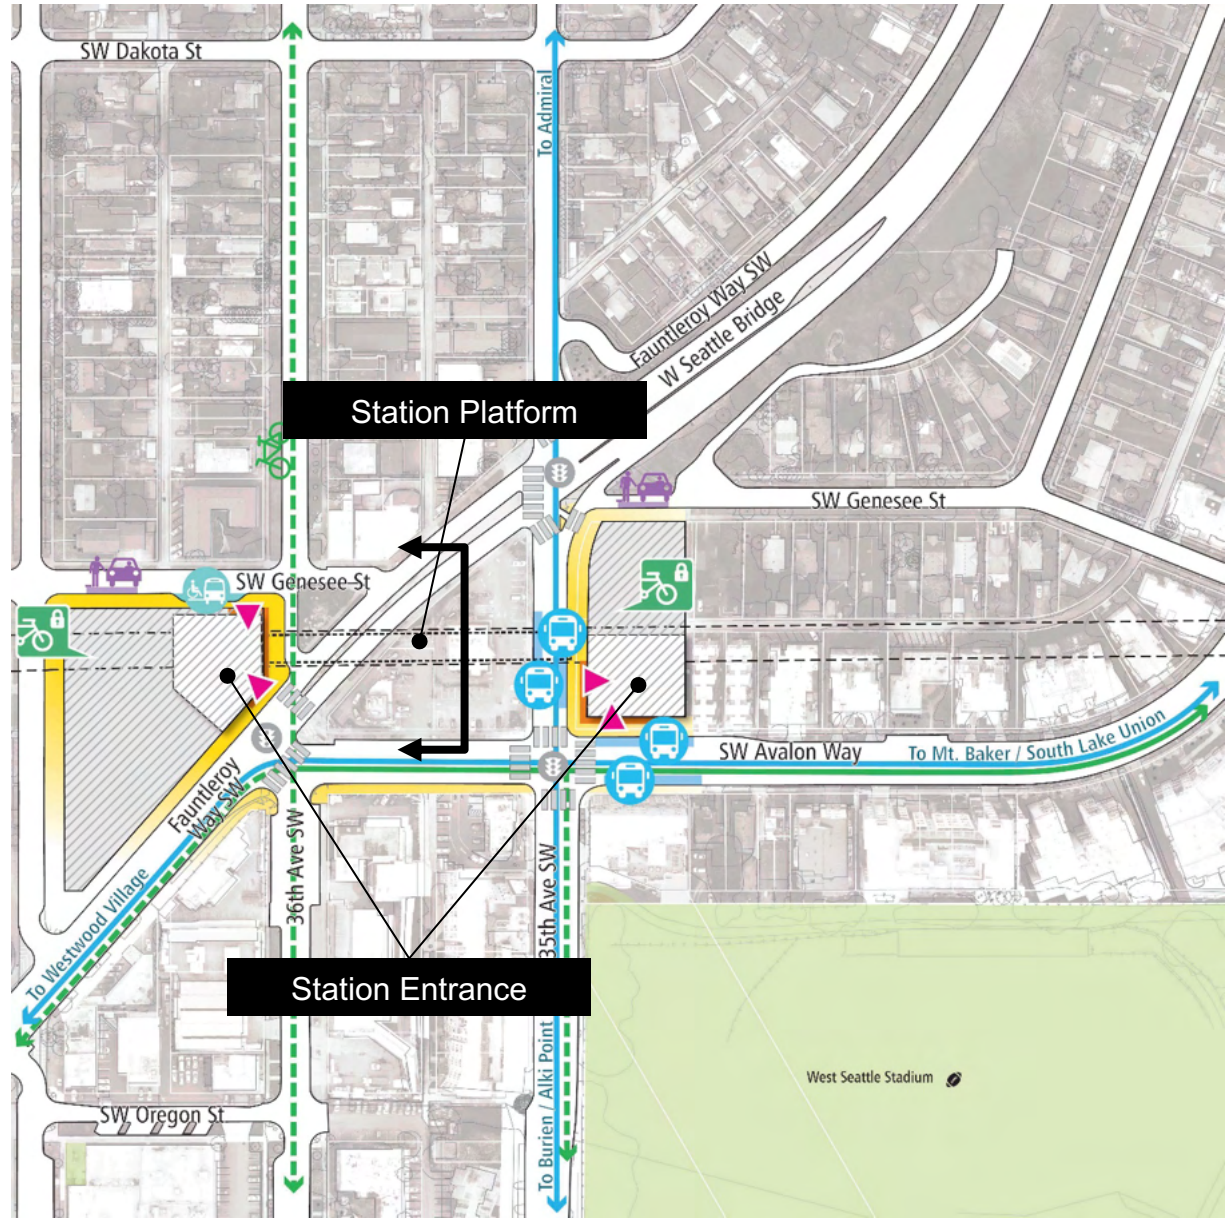 SW Dakota St
To Admiral
Fauntleroy Way SW
W Seattle Bridge
Station Platform
SW Genesee St
SW Genesee St
SW Avalon Way
To Mt. Baker / South Lake Union
Fauntleroy
Way SW
36th Ave SW
35th Ave SW
To Westwood Village
Station Entrance
To Burien / Alki Point
West Seattle Stadium
SW Oregon St.